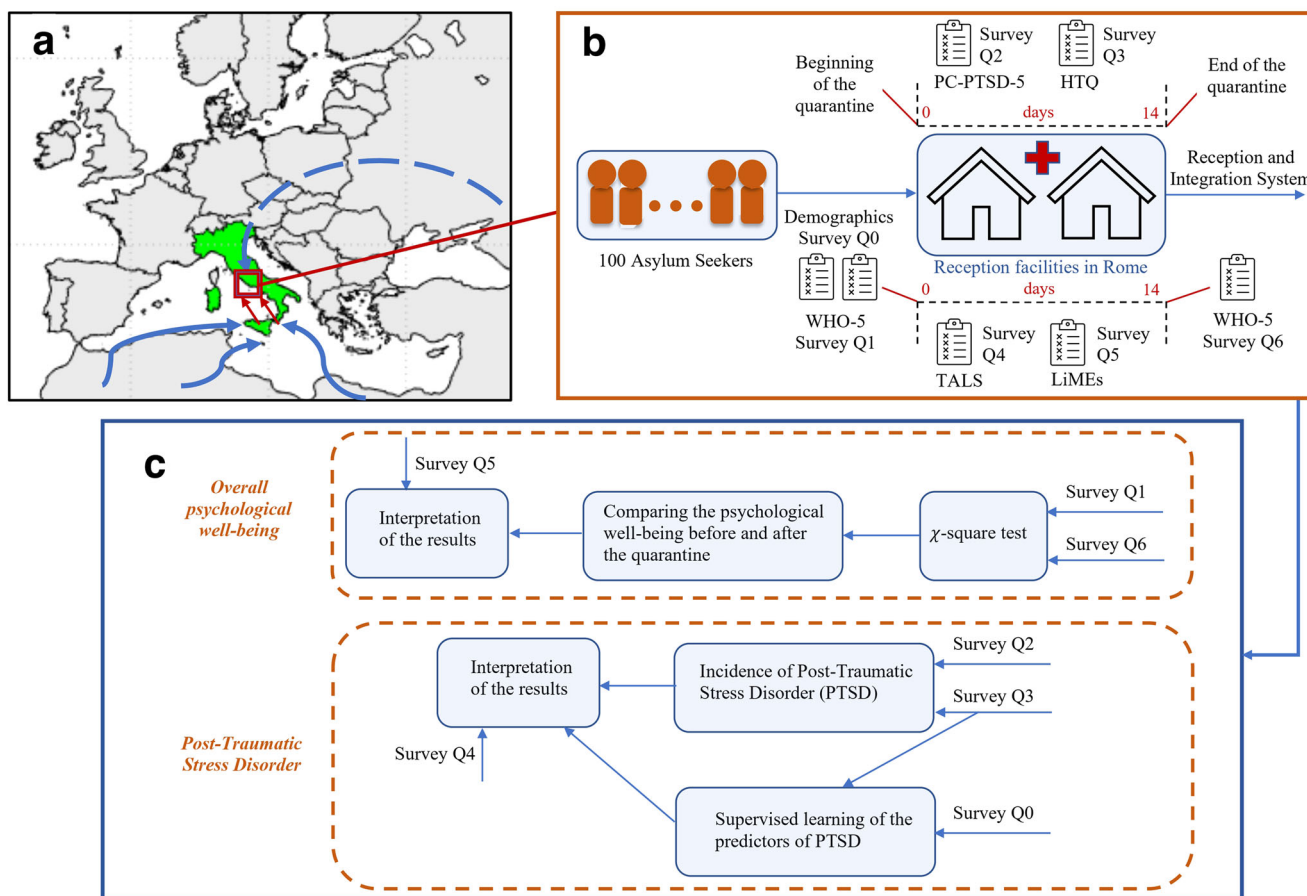 a
b
Survey
Q2
PC-PTSD-5
Survey
Q3
HTQ
Beginning
of the
quarantine
End of the
quarantine
0
days
14
Reception and
Integration System
100 Asylum Seekers
Demographics
Survey Q0
WHO-5
Survey Q1
Reception facilities in Rome
0
days
14
Survey
Q4
TALS
Survey
Q5
LiMEs
WHO-5
Survey Q6
c
Overall
psychological
well-being
Survey Q5
Interpretation
of the results
Comparing the psychological
well-being before and after
the quarantine
χ-square test
Survey Q1
Survey Q6
Post-Traumatic
Stress Disorder
Interpretation
of the results
Survey Q4
Incidence of Post-Traumatic
Stress Disorder (PTSD)
Survey Q2
Survey Q3
Supervised learning of the
predictors of PTSD
Survey Q0